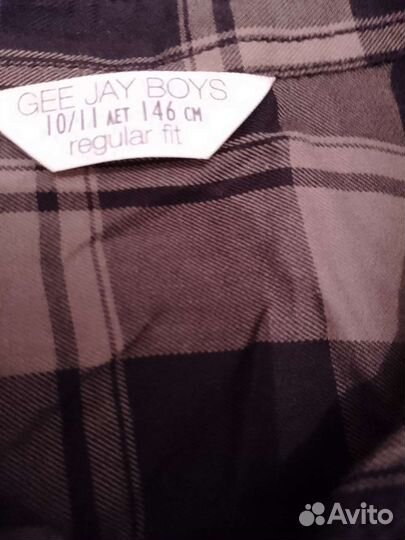 GEE JAY BOYS
10/11 ЛЕТ 146 СМ
regular fit
Avito